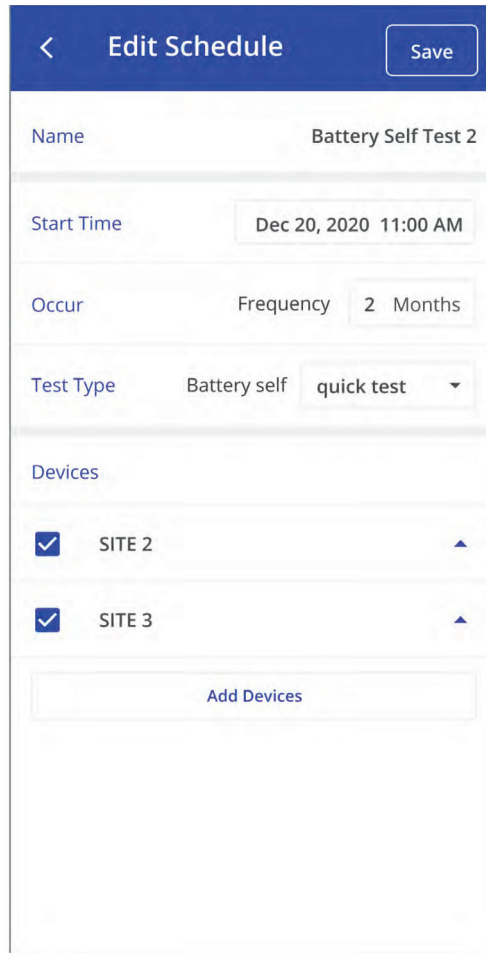 Edit Schedule Save
Name Battery Self Test 2
Start Time Dec 20, 2020 11:00 AM
Occur Frequency 2 Months
Test Type Battery self quick test
Devices
SITE 2
SITE 3
Add Devices